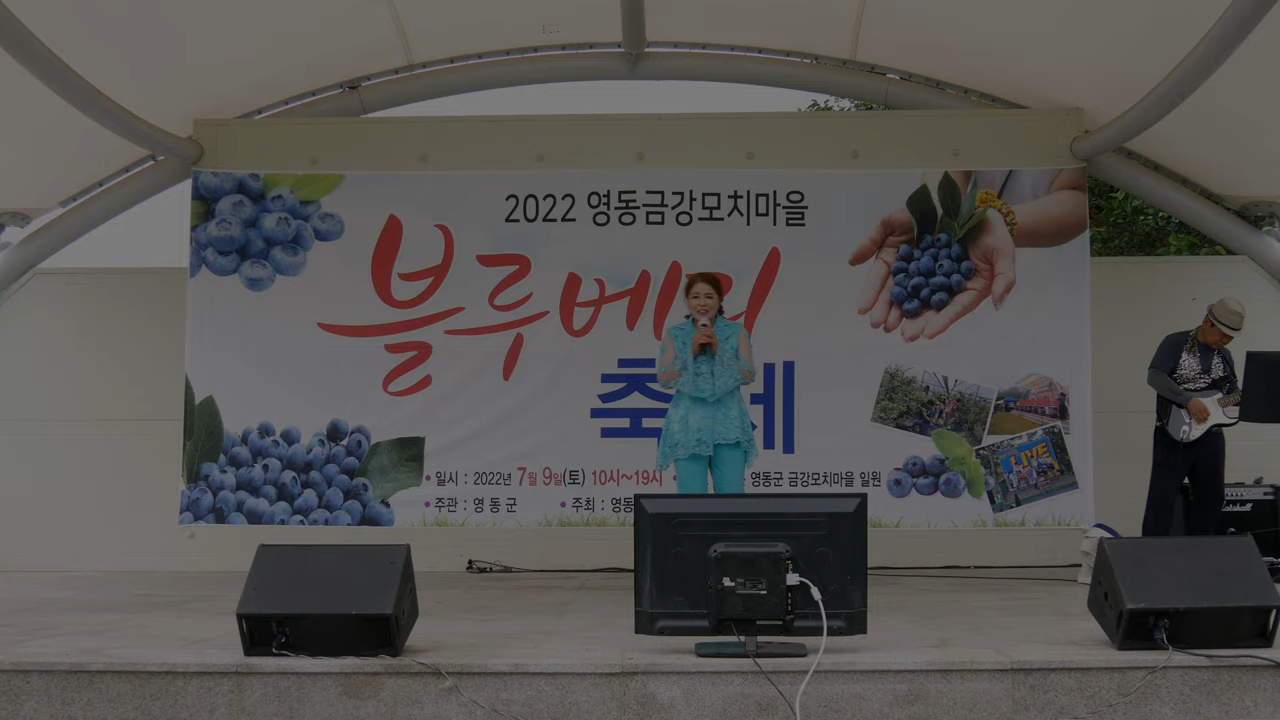 2022 영동금강모치마을
블루베리
축제
• 일시 : 2022년 7월 9일(토) 10시~19시 • 영동군 금강모치마을 일원
• 주관 : 영 동 군 • 주최 : 영동
LIVE
Marshall